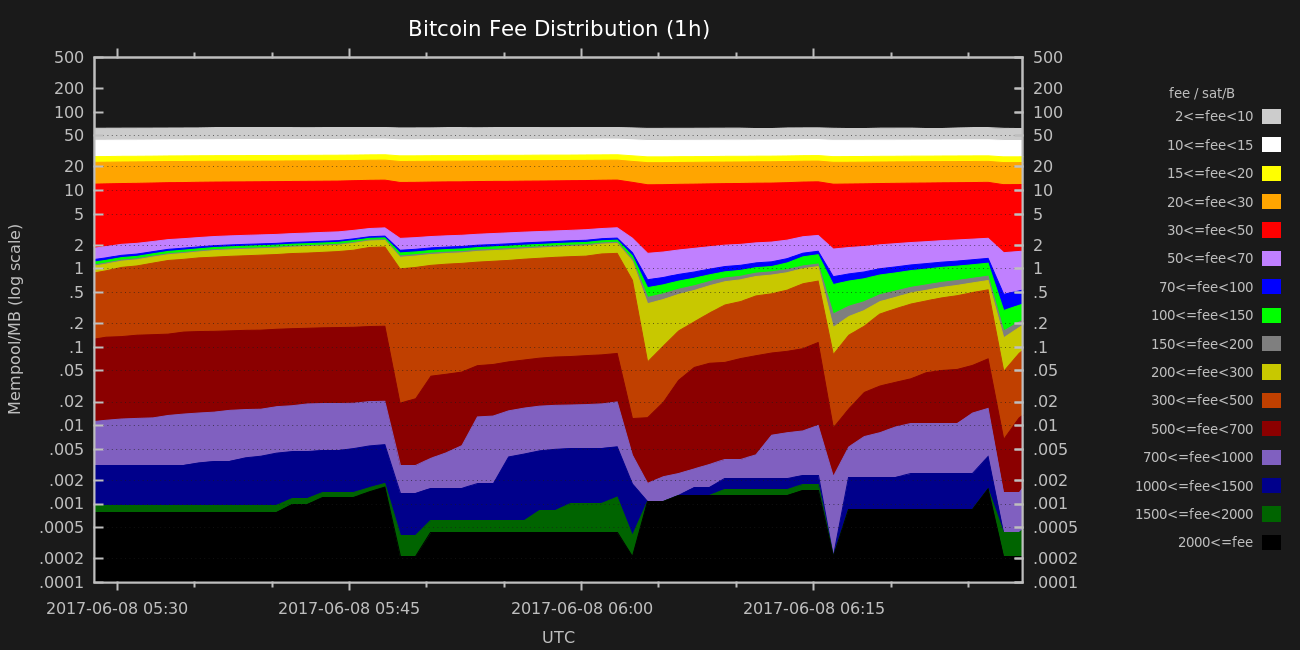 Bitcoin Fee Distribution (1h)
500 500
200 200
100 100
50 50
20 20
10 10
5 5
2 2
1 1
.5 .5
.2 .2
.1 .1
.05 .05
.02 .02
.01 .01
.005 .005
.002 .002
.001 .001
.0005 .0005
.0002 .0002
.0001 .0001
Mempool/MB (log scale)
2017-06-08 05:30 2017-06-08 05:45 2017-06-08 06:00 2017-06-08 06:15
UTC
fee / sat/B
2<=fee<10
10<=fee<15
15<=fee<20
20<=fee<30
30<=fee<50
50<=fee<70
70<=fee<100
100<=fee<150
150<=fee<200
200<=fee<300
300<=fee<500
500<=fee<700
700<=fee<1000
1000<=fee<1500
1500<=fee<2000
2000<=fee